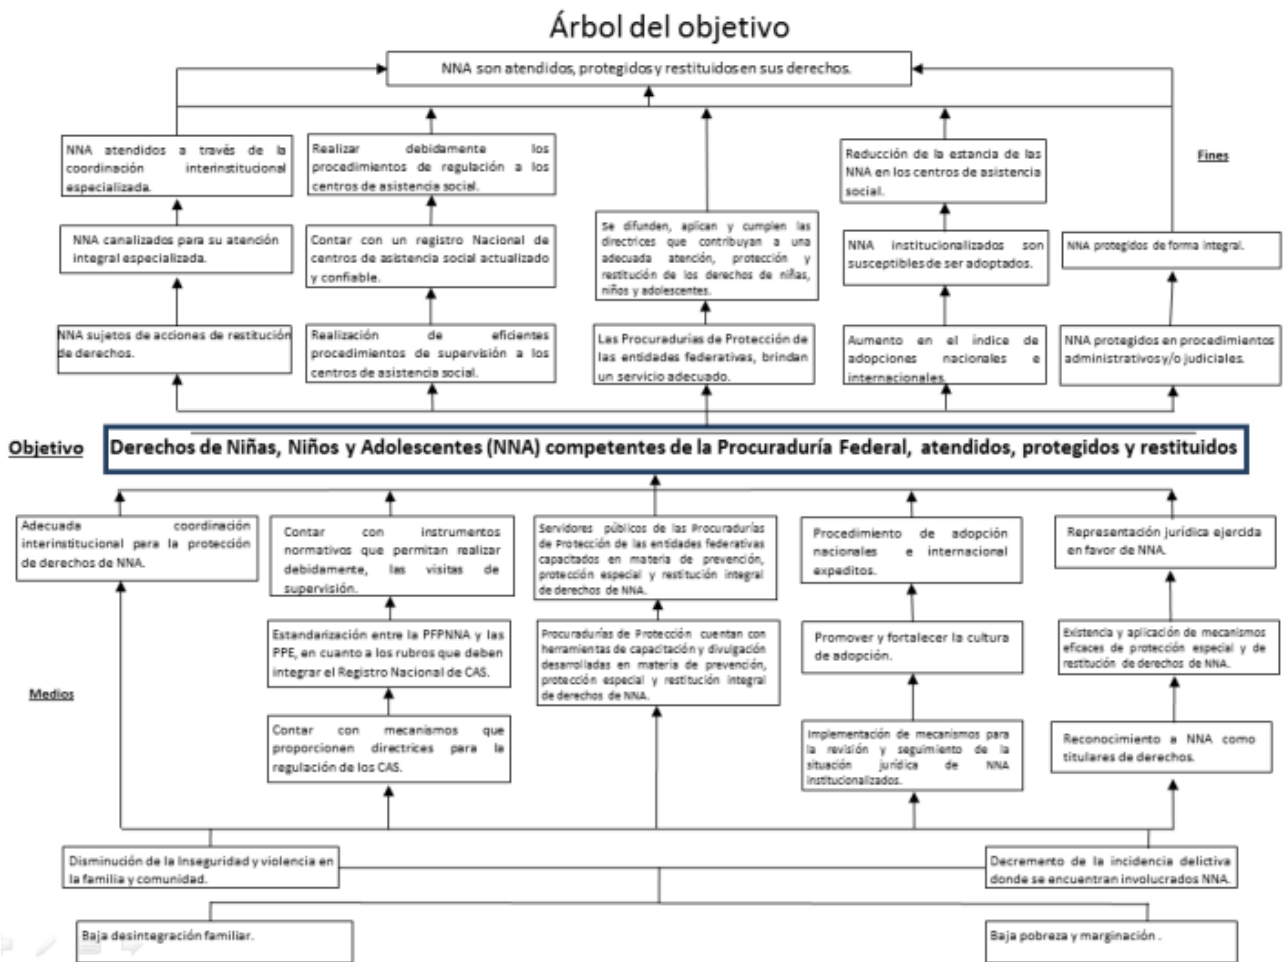 Árbol del objetivo
NNA son atendidos, protegidos y restituidos en sus derechos.
NNA atendidos a través de la
coordinación interinstitucional
especializada.
Realizar debidamente los
procedimientos de regulación a los
centros de asistencia social.
Reducción de la estancia de las
NNA en los centros de asistencia
social.
Fines
NNA canalizados para su atención
integral especializada.
Contar con un registro Nacional de
centros de asistencia social actualizado
y confiable.
Se difunden, aplican y cumplen las
directrices que contribuyan a una
adecuada atención, protección y
restitución de los derechos de niñas,
niños y adolescentes.
NNA institucionalizados son
susceptibles de ser adoptados.
NNA protegidos de forma integral.
NNA sujetos de acciones de restitución
de derechos.
Realización de eficientes
procedimientos de supervisión a los
centros de asistencia social.
Las Procuradurías de Protección de
las entidades federativas, brindan
un servicio adecuado.
Aumento en el índice de
adopciones nacionales e
internacionales.
NNA protegidos en procedimientos
administrativos y/o judiciales.
Objetivo
Derechos de Niñas, Niños y Adolescentes (NNA) competentes de la Procuraduría Federal, atendidos, protegidos y restituidos
Adecuada coordinación
interinstitucional para la protección
de derechos de NNA.
Contar con instrumentos
normativos que permitan realizar
debidamente, las visitas de
supervisión.
Servidores públicos de las Procuradurías
de Protección de las entidades federativas
capacitados en materia de prevención,
protección especial y restitución integral
de derechos de NNA.
Procedimiento de adopción
nacionales e internacional
expeditos.
Representación jurídica ejercida
en favor de NNA.
Estandarización entre la PFPNNA y las
PPE, en cuanto a los rubros que deben
integrar el Registro Nacional de CAS.
Procuradurías de Protección cuentan con
herramientas de capacitación y divulgación
desarrolladas en materia de prevención,
protección especial y restitución integral
de derechos de NNA.
Promover y fortalecer la cultura
de adopción.
Existencia y aplicación de mecanismos
eficaces de protección especial y de
restitución de derechos de NNA.
Medios
Contar con mecanismos que
proporcionen directrices para la
regulación de los CAS.
Implementación de mecanismos para
la revisión y seguimiento de la
situación jurídica de NNA
institucionalizados.
Reconocimiento a NNA como
titulares de derechos.
Disminución de la Inseguridad y violencia en
la familia y comunidad.
Decremento de la incidencia delictiva
donde se encuentran involucrados NNA.
Baja desintegración familiar.
Baja pobreza y marginación .